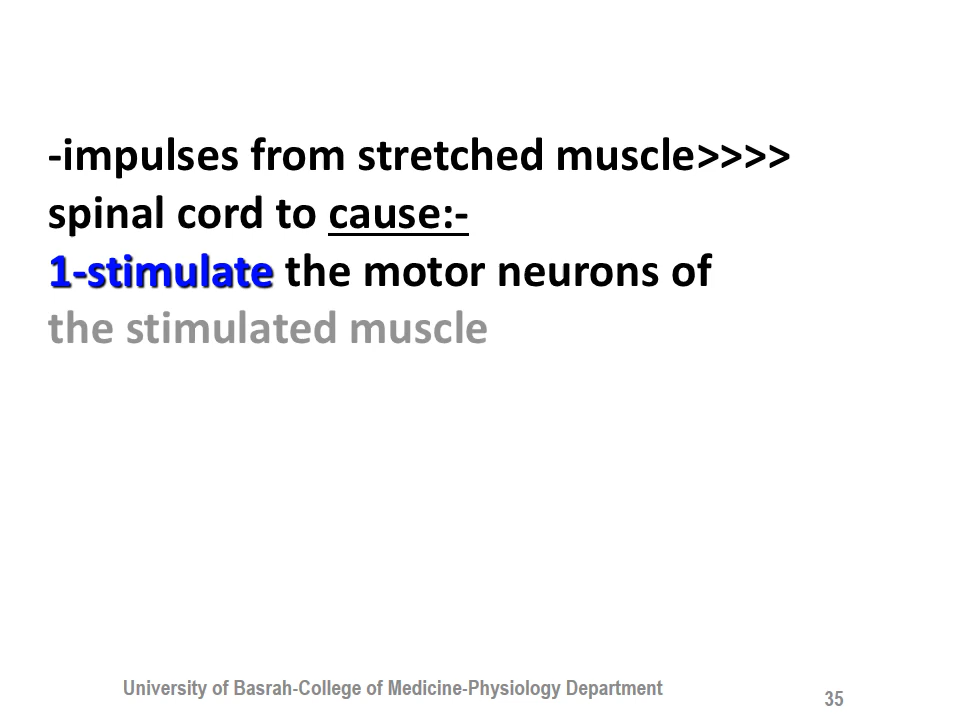 -impulses from stretched muscle>>>>
spinal cord to cause:-
1-stimulate the motor neurons of
the stimulated muscle
University of Basrah-College of Medicine-Physiology Department
35